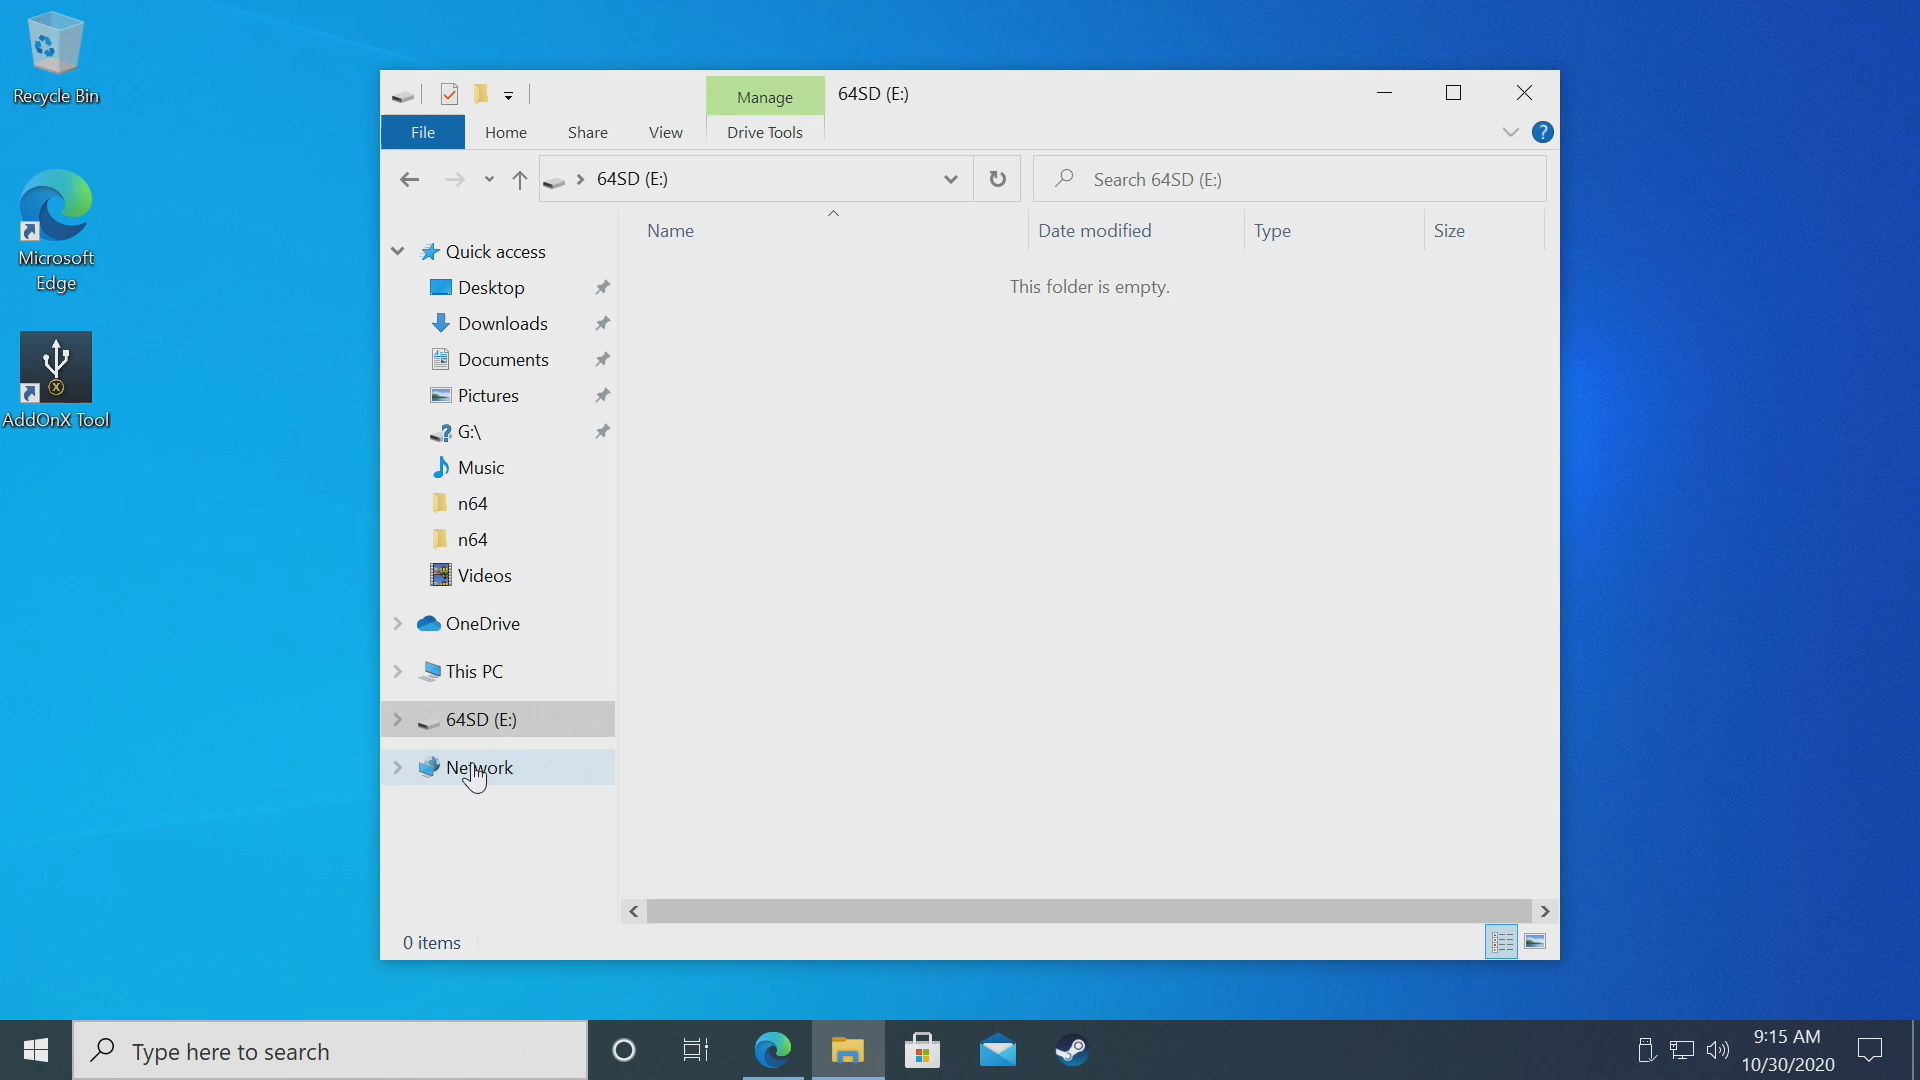 Recycle Bin
Microsoft
Edge
AddOnX Tool
Manage
64SD (E:)
File
Home
Share
View
Drive Tools
?
64SD (E:)
Search 64SD (E:)
Name
Date modified
Type
Size
This folder is empty.
Quick access
Desktop
Downloads
Documents
Pictures
G:\
Music
n64
n64
Videos
OneDrive
This PC
64SD (E:)
Network
0 items
Type here to search
9:15 AM
10/30/2020